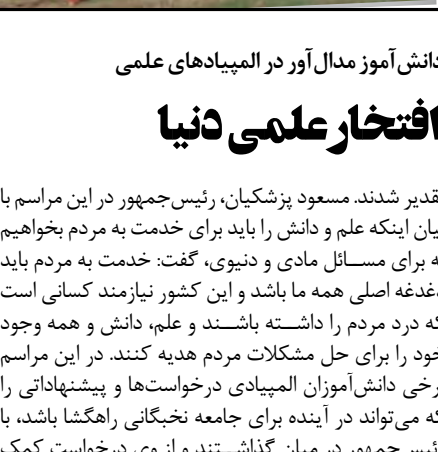 دانش‌آموز مدال‌آور در المپیادهای علمی
افتخار علمی دنیا
قدیر شدند. مسعود پزشکیان، رئیس‌جمهور در این مراسم با
یان اینکه علم و دانش را باید برای خدمت به مردم بخواهیم
ه برای مسائل مادی و دنیوی، گفت: خدمت به مردم باید
غدغه اصلی همه ما باشد و این کشور نیازمند کسانی است
که درد مردم را داشته باشند و علم، دانش و همه وجود
خود را برای حل مشکلات مردم هدیه کنند. در این مراسم
رخی دانش‌آموزان المپیادی درخواست‌ها و پیشنهاداتی را
که می‌تواند در آینده برای جامعه نخبگانی راهگشا باشد، با
رئیس‌جمهور در میان گذاشتند و از وی درخواست کمک